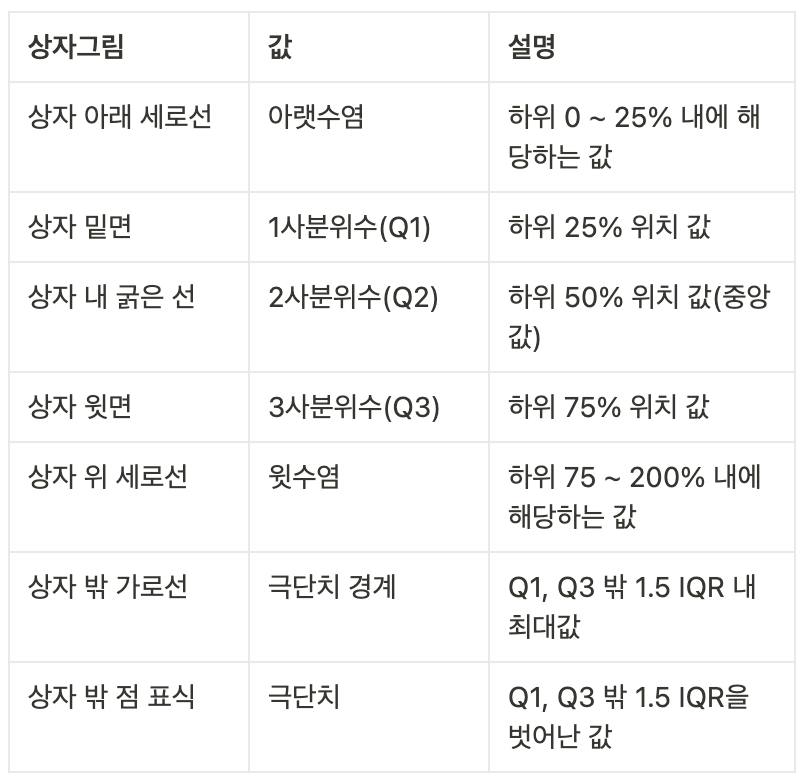 상자그림 값 설명
상자 아래 세로선 아랫수염 하위 0 ~ 25% 내에 해
당하는 값
상자 밑면 1사분위수(Q1) 하위 25% 위치 값
상자 내 굵은 선 2사분위수(Q2) 하위 50% 위치 값(중앙
값)
상자 윗면 3사분위수(Q3) 하위 75% 위치 값
상자 위 세로선 윗수염 하위 75 ~ 200% 내에
해당하는 값
상자 밖 가로선 극단치 경계 Q1, Q3 밖 1.5 IQR 내
최대값
상자 밖 점 표식 극단치 Q1, Q3 밖 1.5 IQR을
벗어난 값